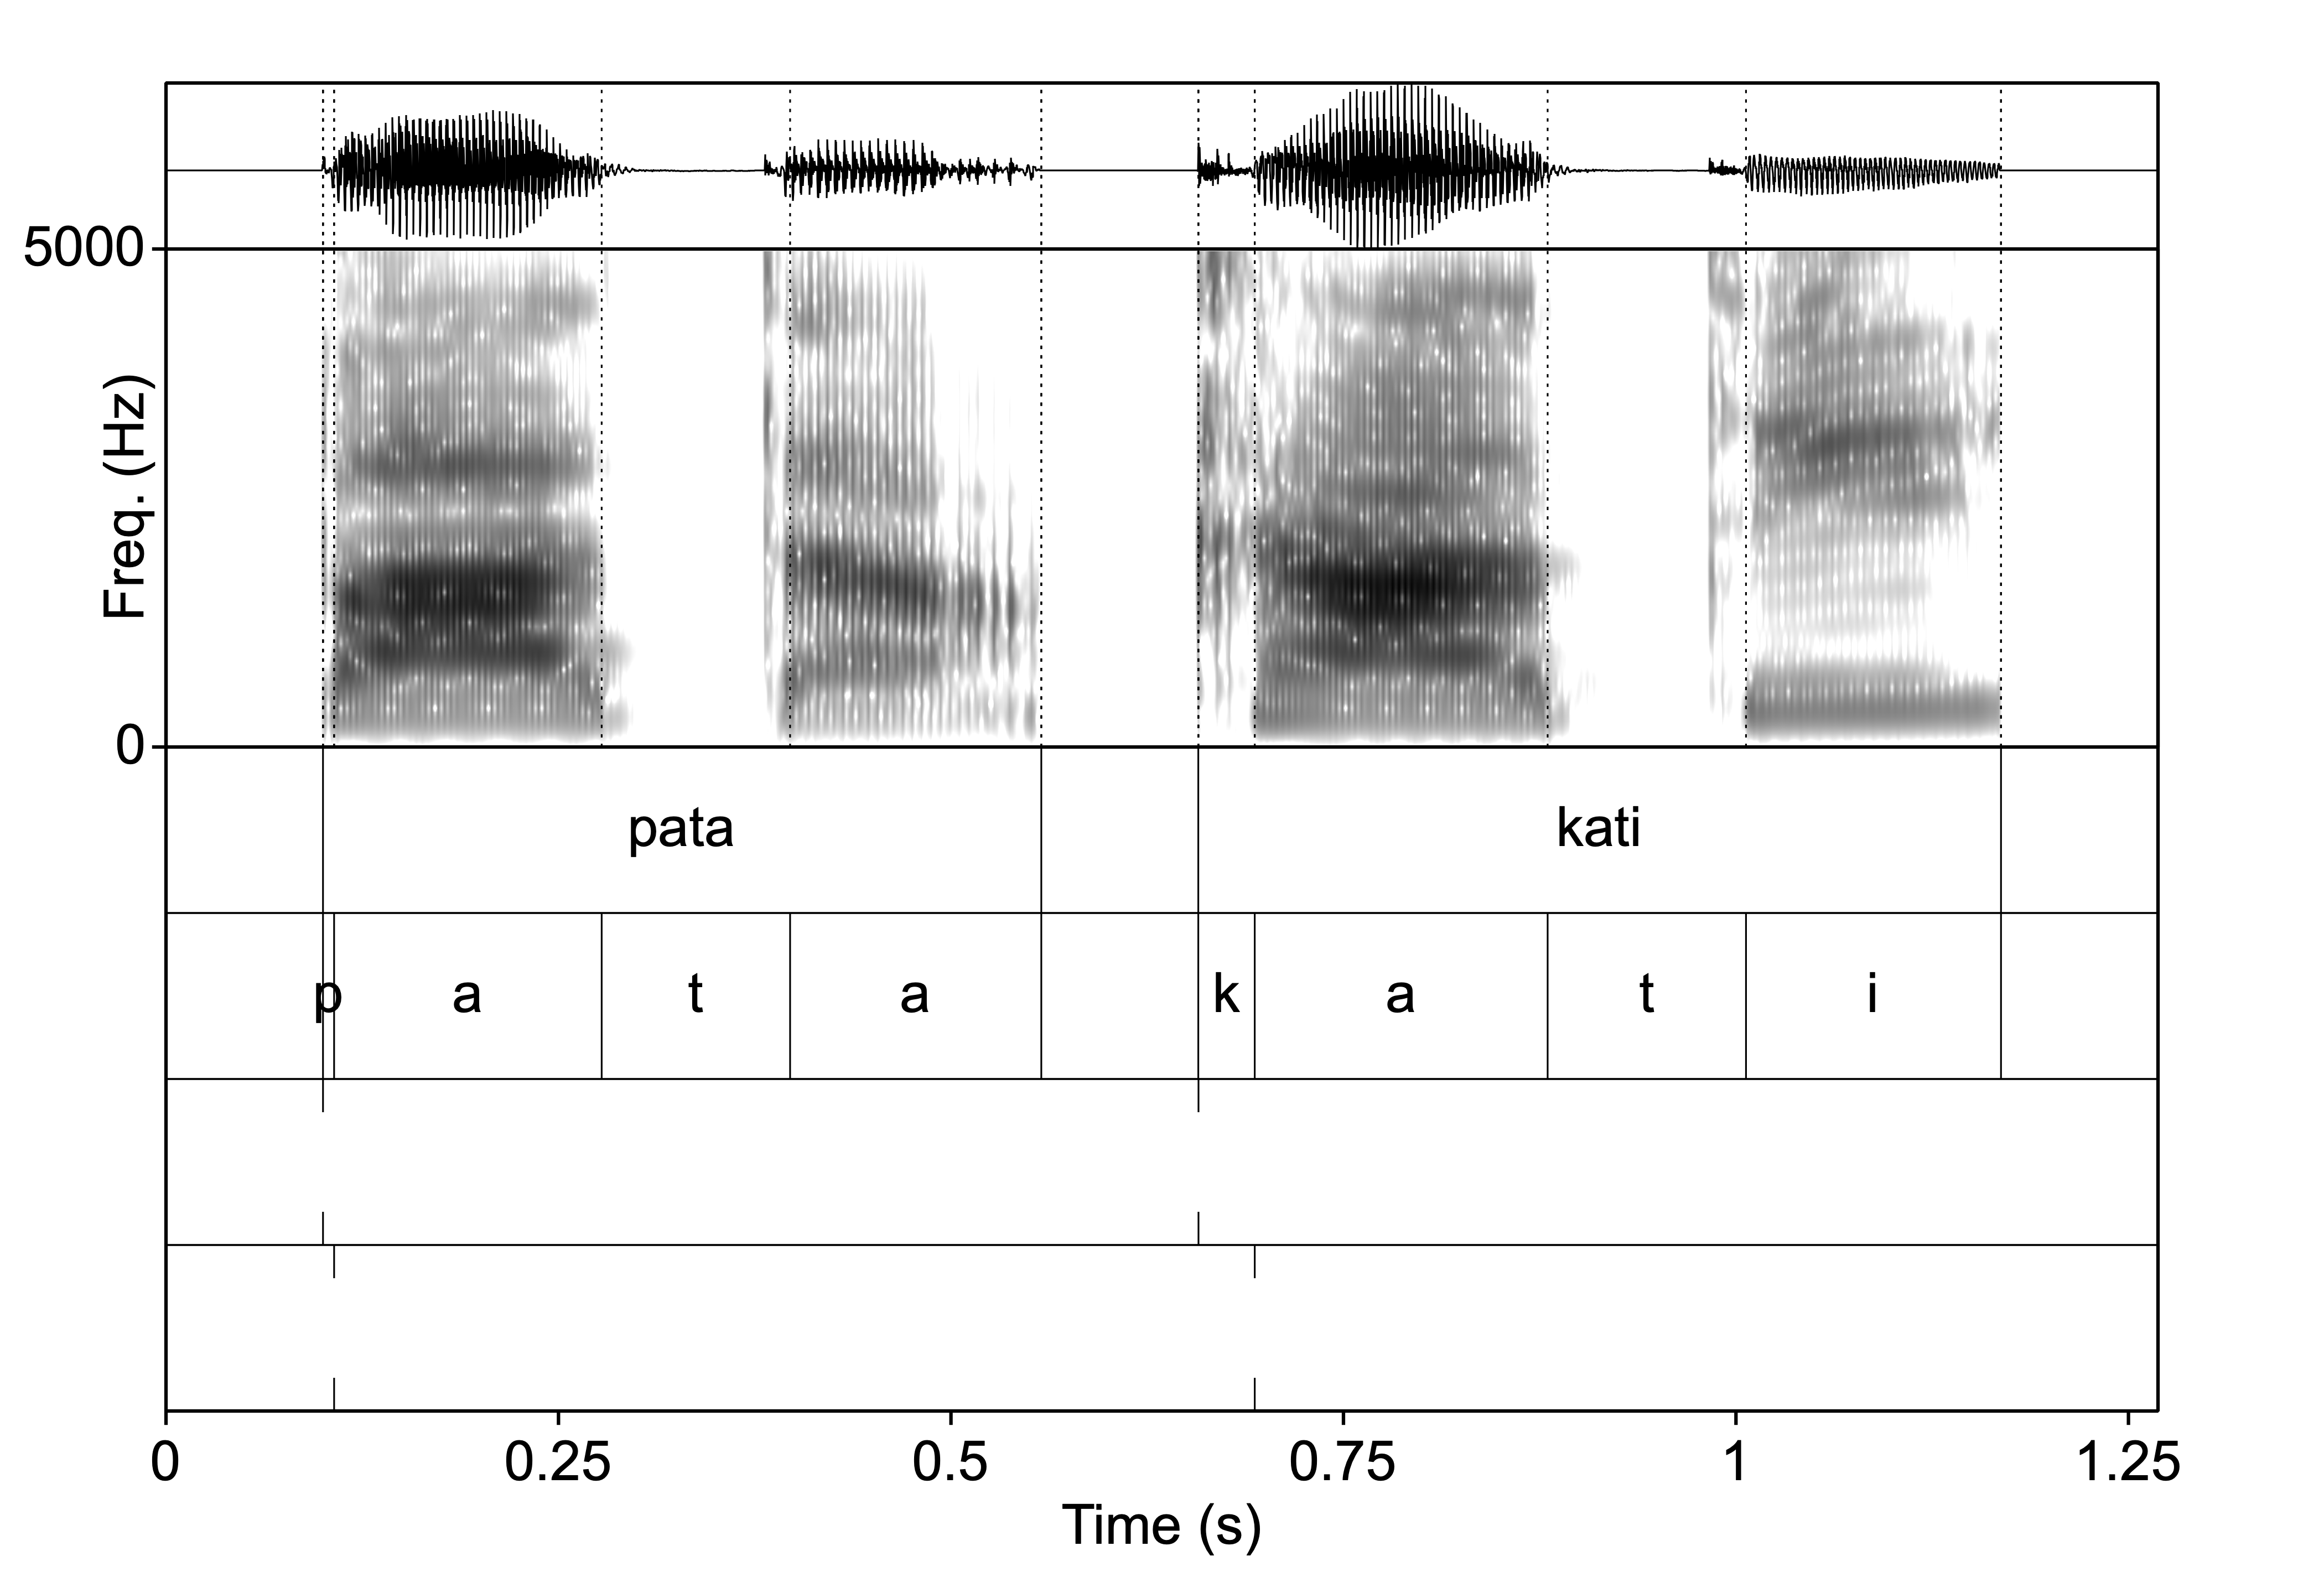 5000
Freq. (Hz)
0
pata kati
p a t a k a t i
0 0.25 0.5 0.75 1 1.25
Time (s)